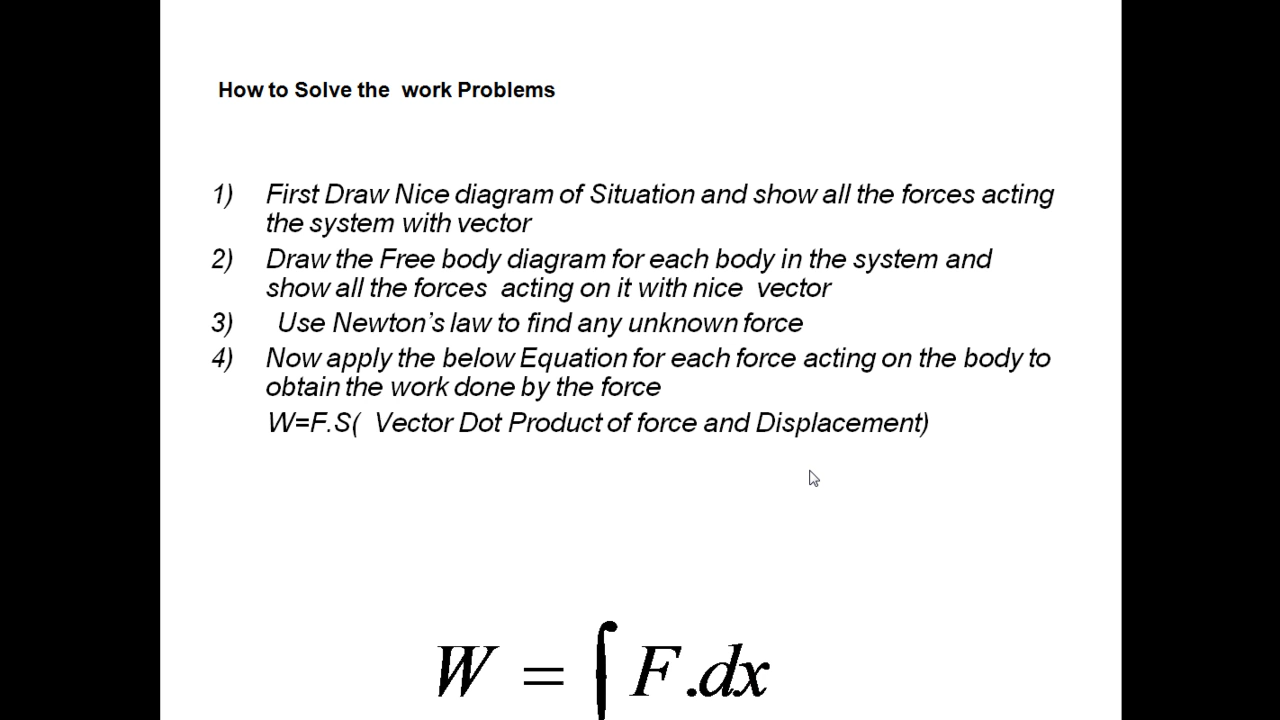 How to Solve the  work Problems
1) First Draw Nice diagram of Situation and show all the forces acting
the system with vector
2) Draw the Free body diagram for each body in the system and
show all the forces  acting on it with nice  vector
3) Use Newton’s law to find any unknown force
4) Now apply the below Equation for each force acting on the body to
obtain the work done by the force
W=F.S(  Vector Dot Product of force and Displacement)
W = ∫ F.dx